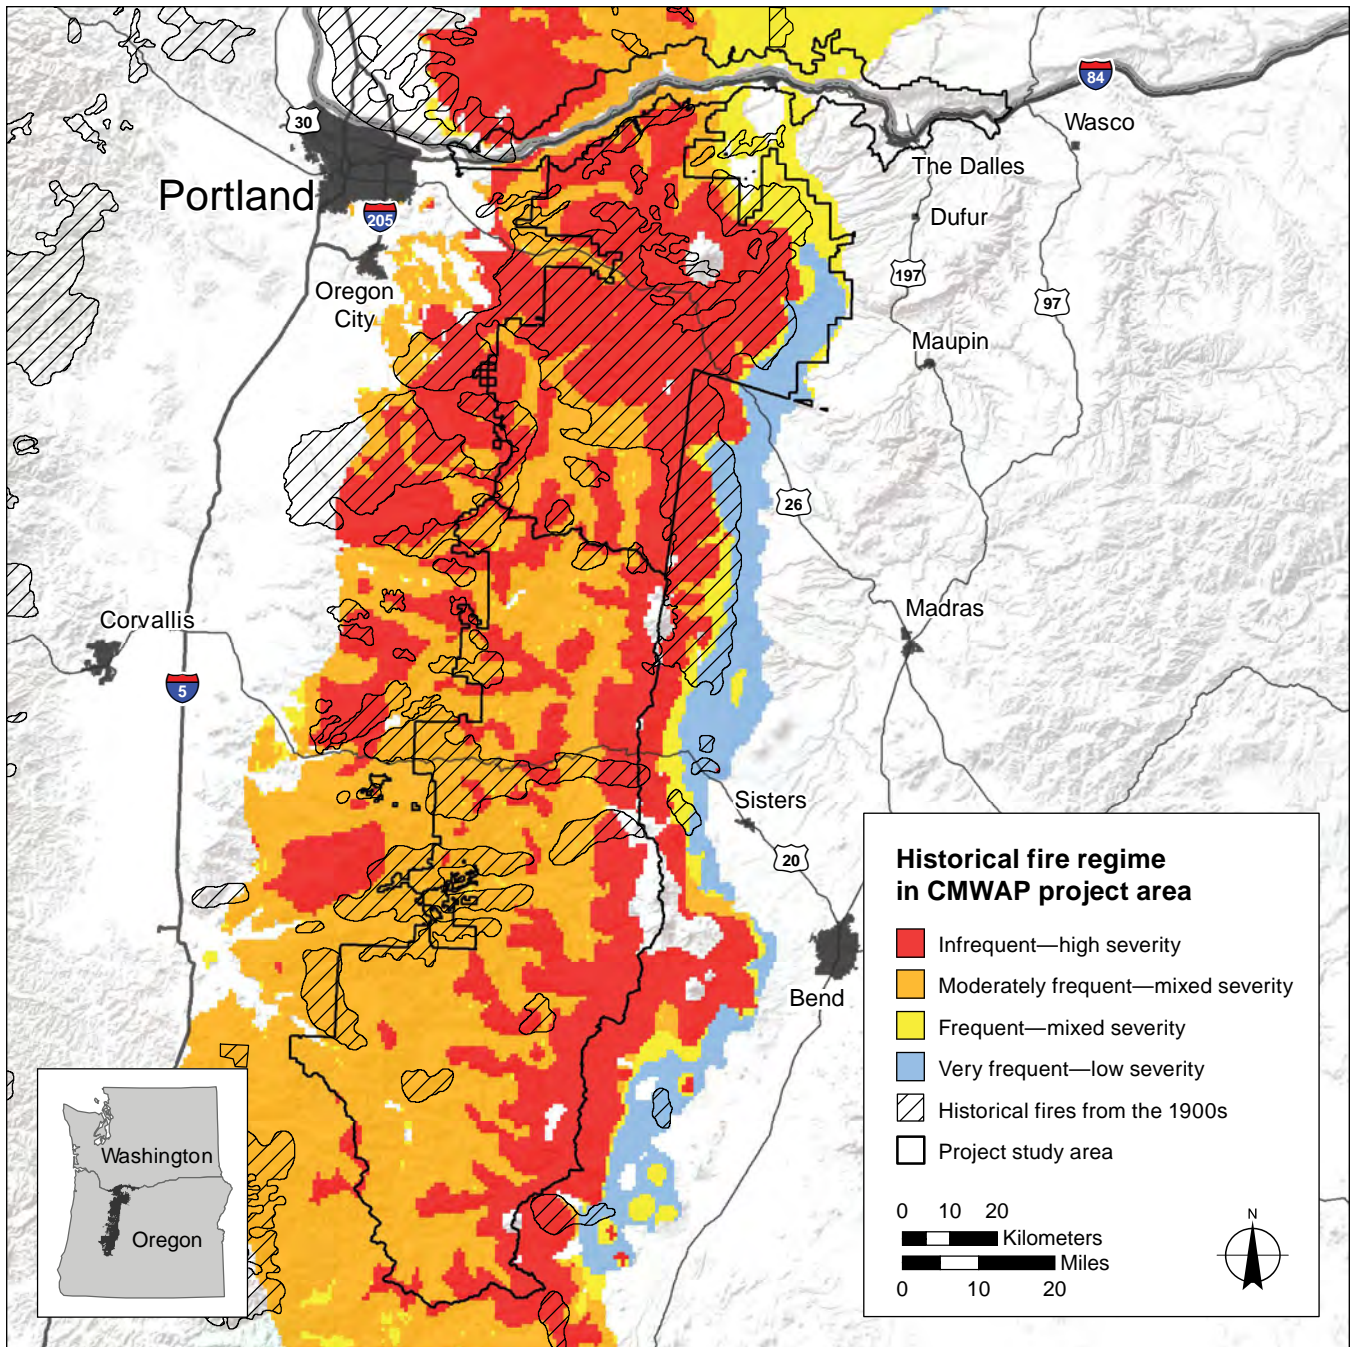 84
30
Wasco
The Dalles
Portland
205
Dufur
197
Oregon
City
97
Maupin
26
Corvallis
Madras
5
Sisters
20
Bend
Historical fire regime
in CMWAP project area
Infrequent—high severity
Moderately frequent—mixed severity
Frequent—mixed severity
Very frequent—low severity
Historical fires from the 1900s
Project study area
0 10 20
Kilometers
Miles
0 10 20
N
Washington
Oregon